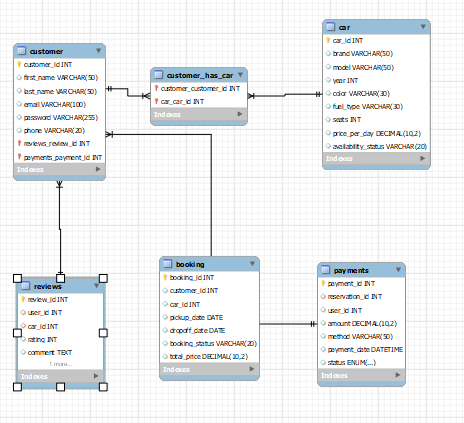 customer
customer_id INT
first_name VARCHAR(50)
last_name VARCHAR(50)
email VARCHAR(100)
password VARCHAR(255)
phone VARCHAR(20)
reviews_review_id INT
payments_payment_id INT
Indexes
customer_has_car
customer_customer_id INT
car_car_id INT
Indexes
car
car_id INT
brand VARCHAR(50)
model VARCHAR(50)
year INT
color VARCHAR(30)
fuel_type VARCHAR(30)
seats INT
price_per_day DECIMAL(10,2)
availability_status VARCHAR(20)
Indexes
reviews
review_id INT
user_id INT
car_id INT
rating INT
comment TEXT
1 more...
Indexes
booking
booking_id INT
customer_id INT
car_id INT
pickup_date DATE
dropoff_date DATE
booking_status VARCHAR(20)
total_price DECIMAL(10,2)
Indexes
payments
payment_id INT
reservation_id INT
user_id INT
amount DECIMAL(10,2)
method VARCHAR(50)
payment_date DATETIME
status ENUM(...)
Indexes